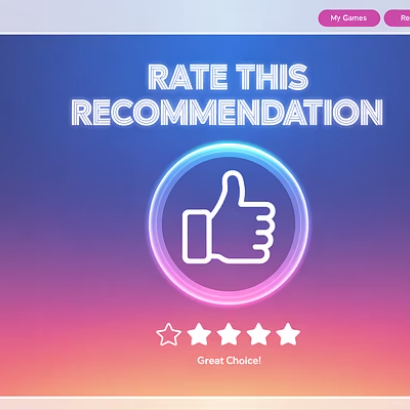 My Games
RATE THIS
RECOMMENDATION
Great Choice!